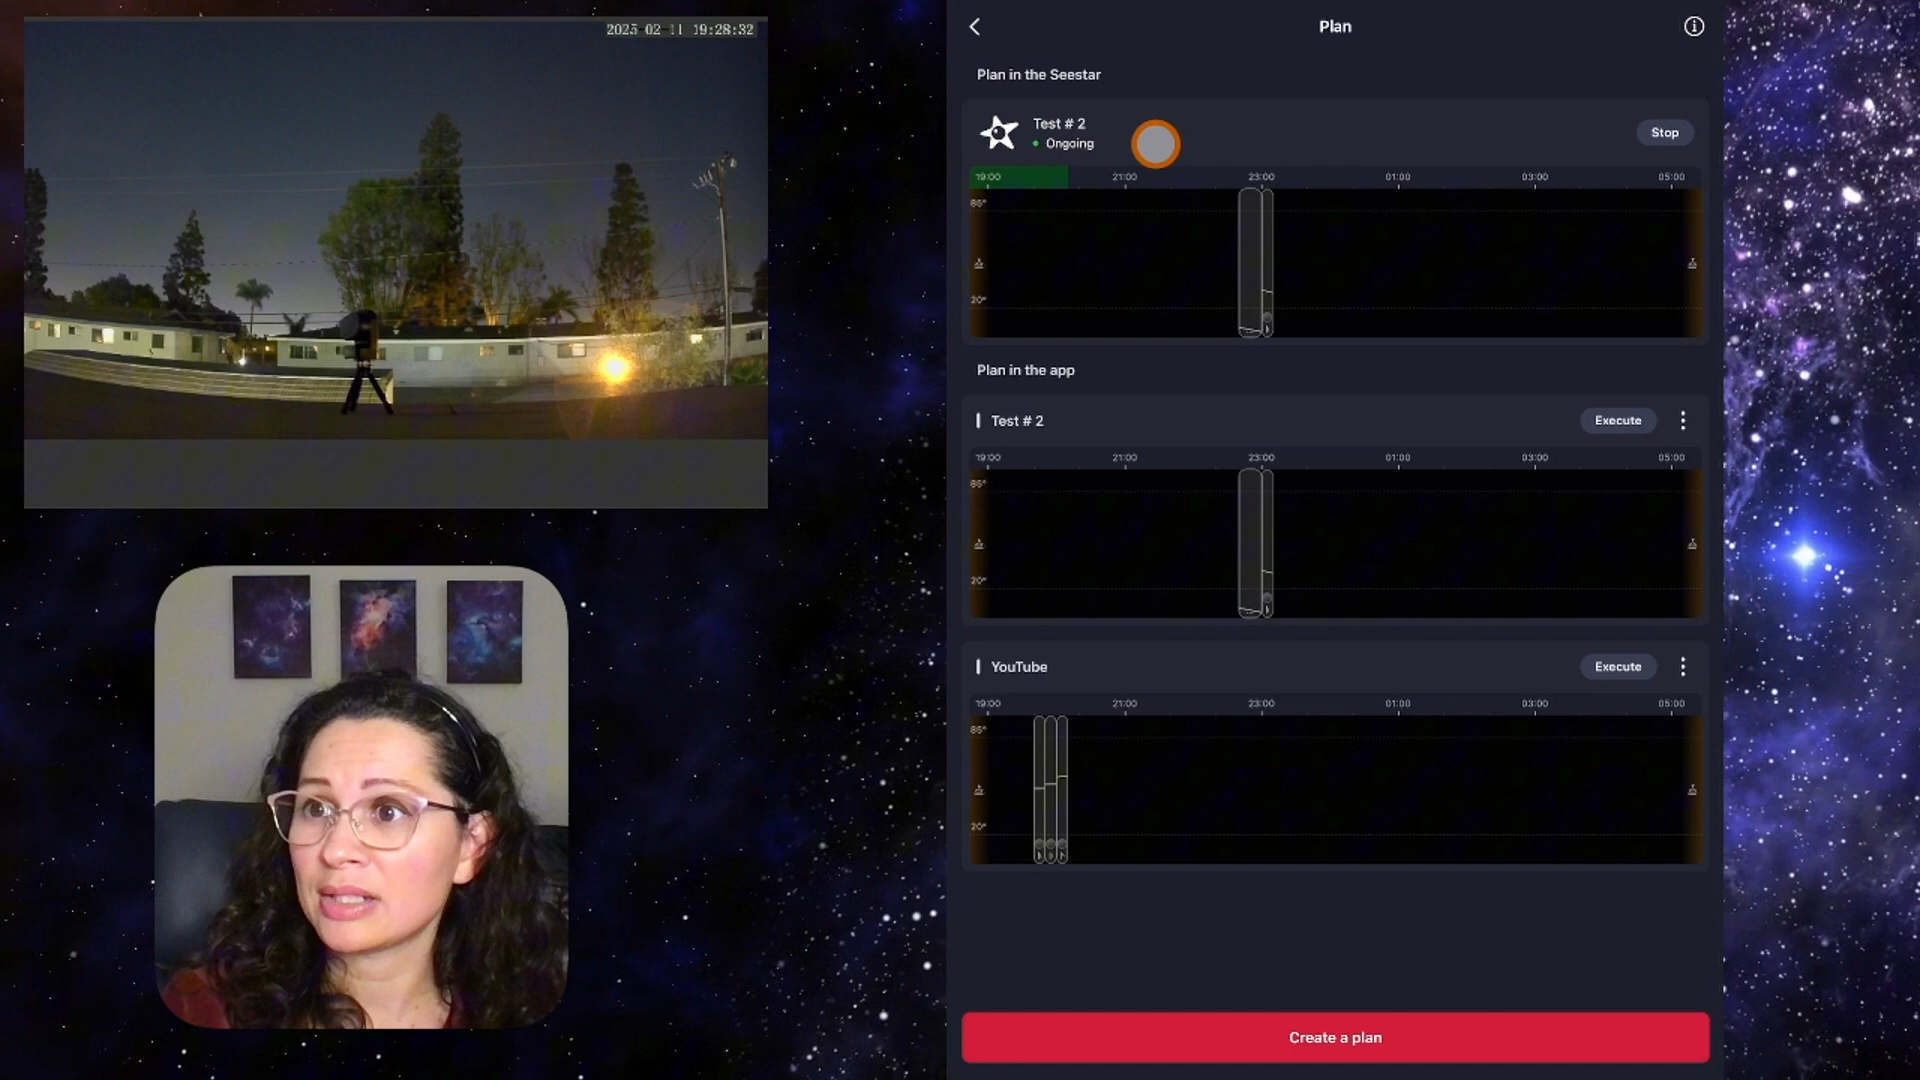 2025-02-11 19:28:32
Plan
Plan in the Seestar
Test # 2
Ongoing
Stop
19:00 21:00 23:00 01:00 03:00 05:00
86°
20°
Plan in the app
Test # 2
Execute
19:00 21:00 23:00 01:00 03:00 05:00
86°
20°
YouTube
Execute
19:00 21:00 23:00 01:00 03:00 05:00
86°
20°
Create a plan